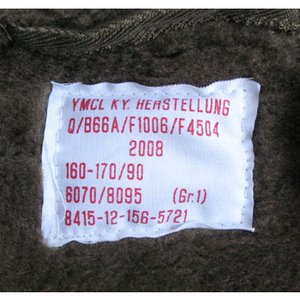 YMCL KY. HERSTELLUNG
Q/B66A/F1006/F4504
2008
160-170/90
6070/8095 (Gr.1)
8415-12-156-5721